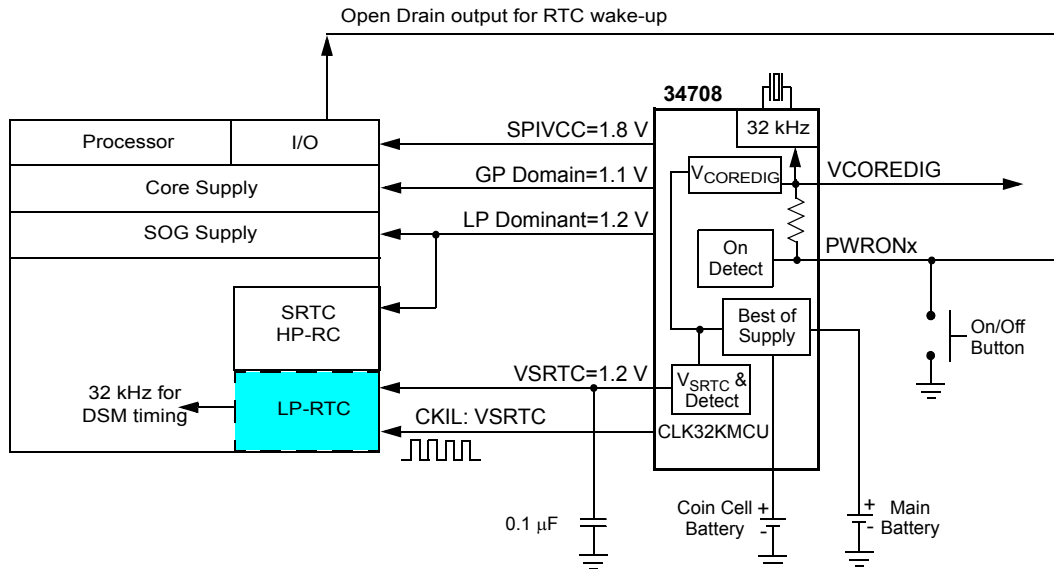 Open Drain output for RTC wake-up
34708
Processor
I/O
SPIVCC=1.8 V
32 kHz
Core Supply
GP Domain=1.1 V
VCOREDIG
VCOREDIG
SOG Supply
LP Dominant=1.2 V
On
Detect
PWRONx
SRTC
HP-RC
Best of
Supply
On/Off
Button
32 kHz for
DSM timing
LP-RTC
VSRTC=1.2 V
VSRTC &
Detect
CKIL: VSRTC
CLK32KMCU
0.1 μF
Coin Cell
Battery
+
-
+
-
Main
Battery